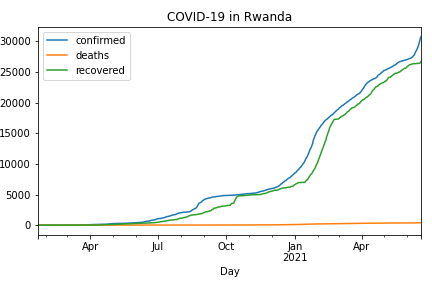 COVID-19 in Rwanda
confirmed
deaths
recovered
30000
25000
20000
15000
10000
5000
0
Apr Jul Oct Jan Apr
2021
Day